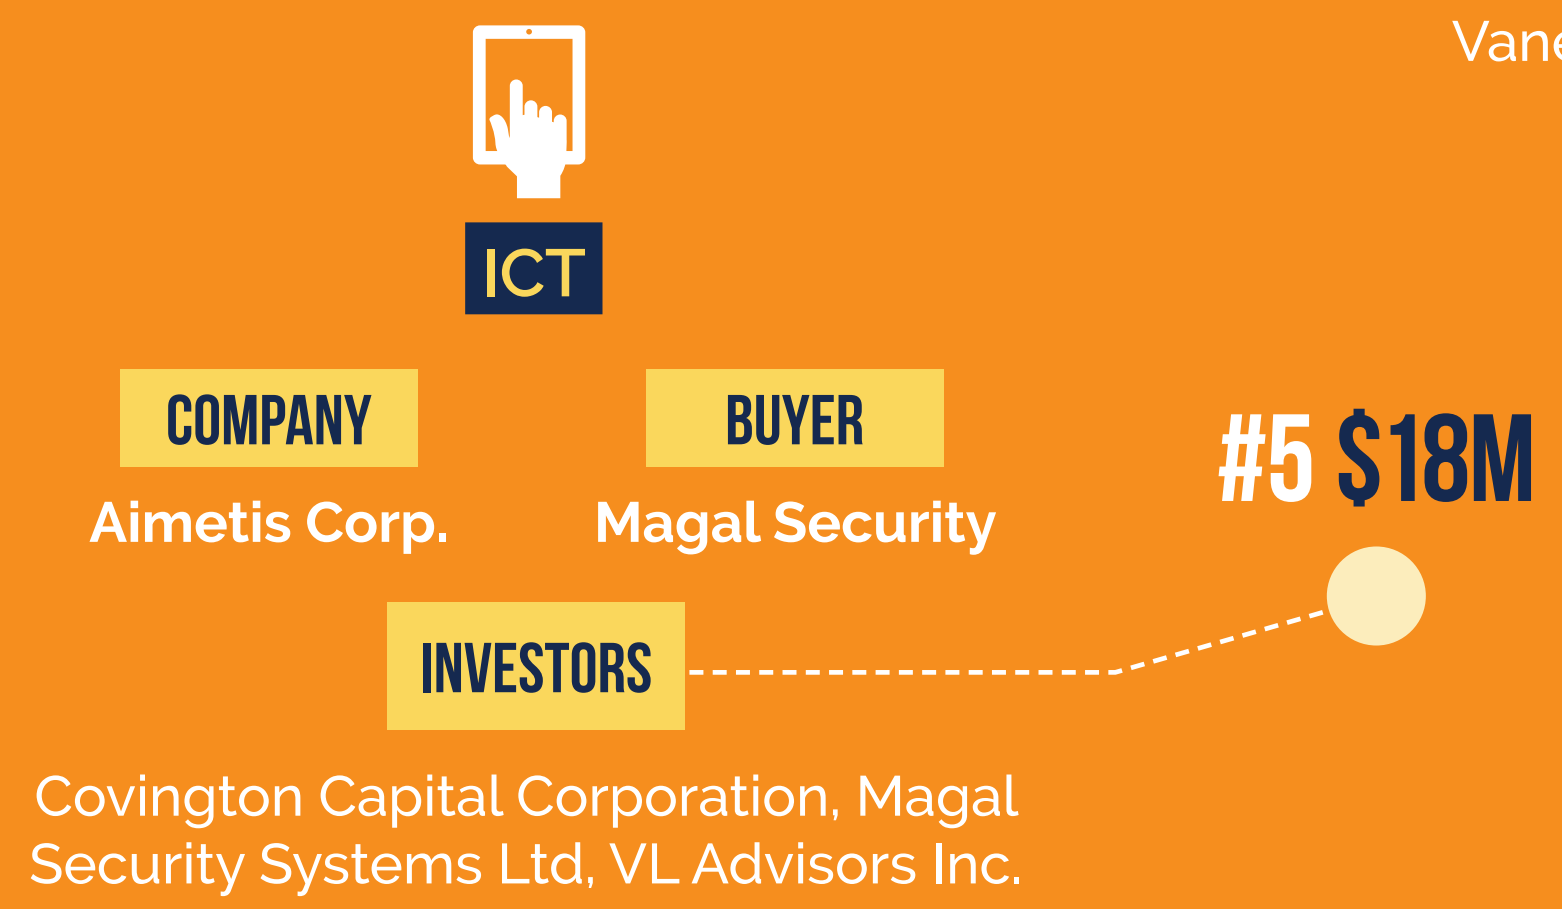 Vane
ICT
COMPANY
BUYER
#5 $18M
Aimetis Corp.
Magal Security
INVESTORS
Covington Capital Corporation, Magal
Security Systems Ltd, VL Advisors Inc.